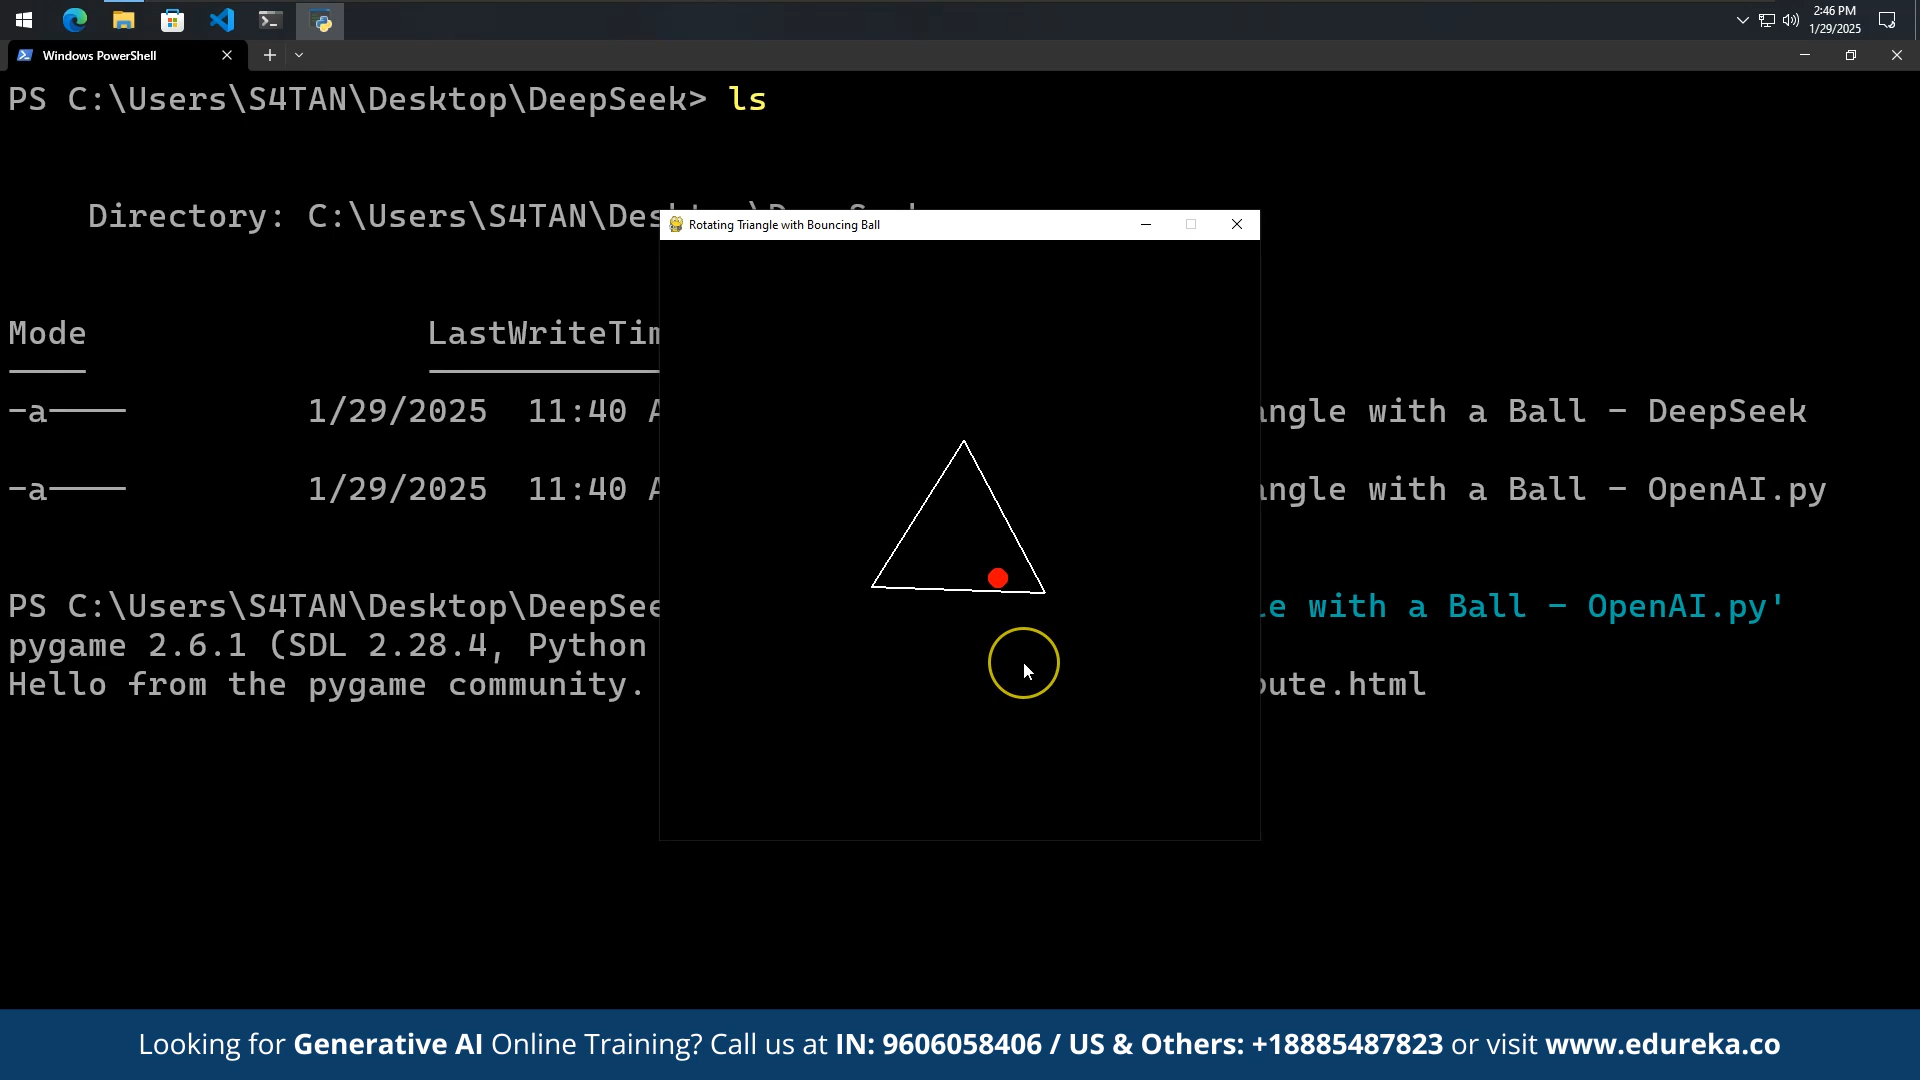 2:46 PM
1/29/2025
Windows PowerShell
PS C:\Users\S4TAN\Desktop\DeepSeek> ls
Directory: C:\Users\S4TAN\Des
Rotating Triangle with Bouncing Ball
Mode LastWriteTim
-a---- 1/29/2025 11:40 A angle with a Ball - DeepSeek
-a---- 1/29/2025 11:40 A angle with a Ball - OpenAI.py
PS C:\Users\S4TAN\Desktop\DeepSee le with a Ball - OpenAI.py'
pygame 2.6.1 (SDL 2.28.4, Python
Hello from the pygame community. bute.html
Looking for Generative AI Online Training? Call us at IN: 9606058406 / US & Others: +18885487823 or visit www.edureka.co